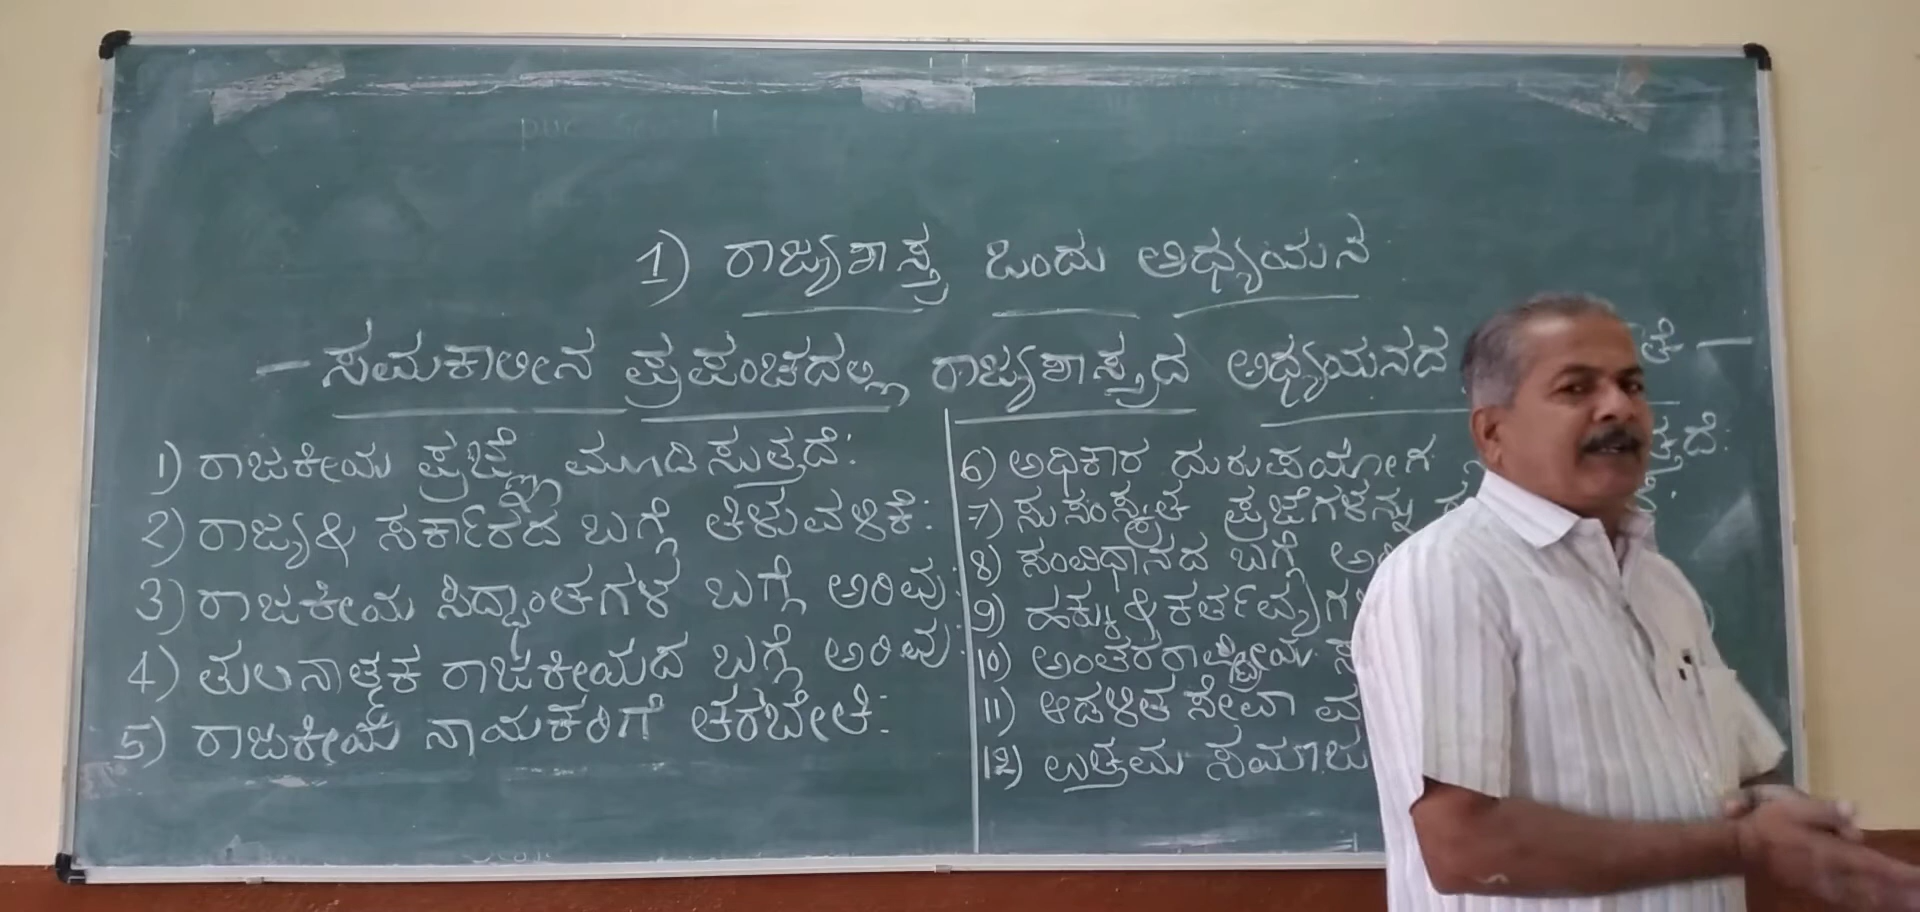 1) ರಾಜ್ಯಶಾಸ್ತ್ರ ಒಂದು ಅಧ್ಯಯನ
- ಸಮಕಾಲೀನ ಪ್ರಪಂಚದಲ್ಲಿ ರಾಜ್ಯಶಾಸ್ತ್ರದ ಅಧ್ಯಯನದ -
1) ರಾಜಕೀಯ ಪ್ರಜ್ಞೆ ಮೂಡಿಸುತ್ತದೆ:
2) ರಾಜ್ಯ & ಸರ್ಕಾರದ ಬಗ್ಗೆ ತಿಳುವಳಿಕೆ:
3) ರಾಜಕೀಯ ಸಿದ್ಧಾಂತಗಳ ಬಗ್ಗೆ ಅರಿವು:
4) ತುಲನಾತ್ಮಕ ರಾಜಕೀಯದ ಬಗ್ಗೆ ಅರಿವು:
5) ರಾಜಕೀಯ ನಾಯಕರಿಗೆ ತರಬೇತಿ:
6) ಅಧಿಕಾರ ದುರುಪಯೋಗ
7) ಸುಸಂಸ್ಕೃತ ಪ್ರಜೆಗಳನ್ನು
8) ಸಂವಿಧಾನದ ಬಗ್ಗೆ
9) ಹಕ್ಕು & ಕರ್ತವ್ಯಗ
10) ಅಂತರರಾಷ್ಟ್ರೀಯ
11) ಆಡಳಿತ ಸೇವಾ
12) ಉತ್ತಮ